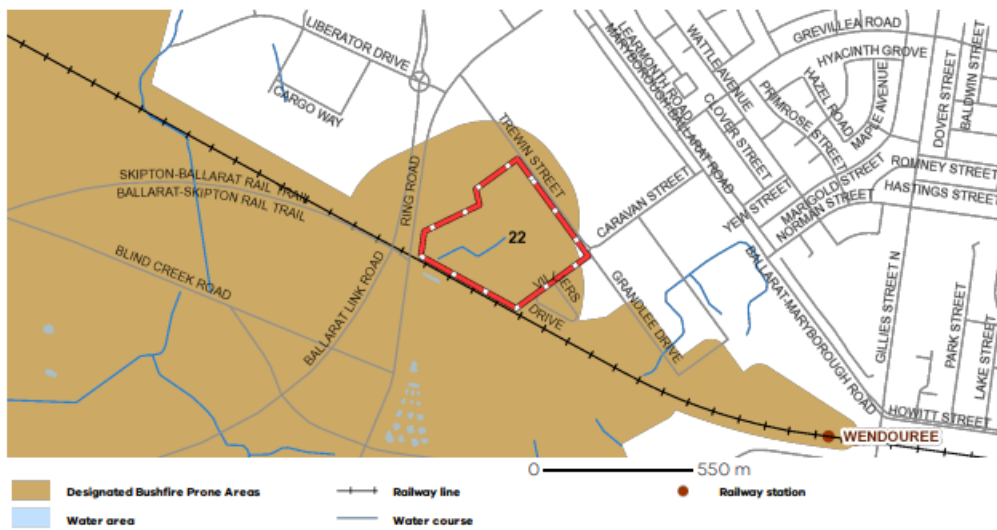 LIBERATOR DRIVE
CARGO WAY
LEARMONTH ROAD
MARYBOROUGH-BALLARAT ROAD
WATTLE AVENUE
GREVILLEA ROAD
HYACINTH GROVE
HAZEL ROAD
PRIMROSE STREET
MAPLE AVENUE
CLOVER STREET
DOVER STREET
BALDWIN STREET
TREWIN STREET
SKIPTON-BALLARAT RAIL TRAIL
BALLARAT-SKIPTON RAIL TRAIL
RING ROAD
CARAVAN STREET
YEW STREET
MARIGOLD STREET
NORMAN STREET
ROMNEY STREET
HASTINGS STREET
22
BLIND CREEK ROAD
BALLARAT LINK ROAD
VILLIERS
DRIVE
GRANDLEE DRIVE
BALLARAT-MARYBOROUGH ROAD
GILLIES STREET N
PARK STREET
LAKE STREET
HOWITT STREET
WENDOUREE
0 550 m
Designated Bushfire Prone Areas
Railway line
Railway station
Water area
Water course